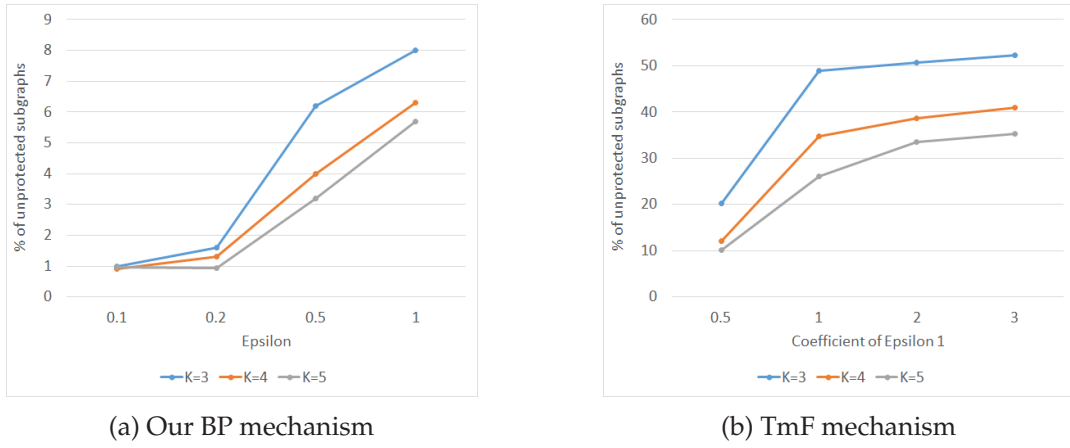 9
8
7
6
5
4
3
2
1
0
% of unprotected subgraphs
0.1 0.2 0.5 1
Epsilon
K=3 K=4 K=5
(a) Our BP mechanism
60
50
40
30
20
10
0
% of unprotected subgraphs
0.5 1 2 3
Coefficient of Epsilon 1
K=3 K=4 K=5
(b) TmF mechanism